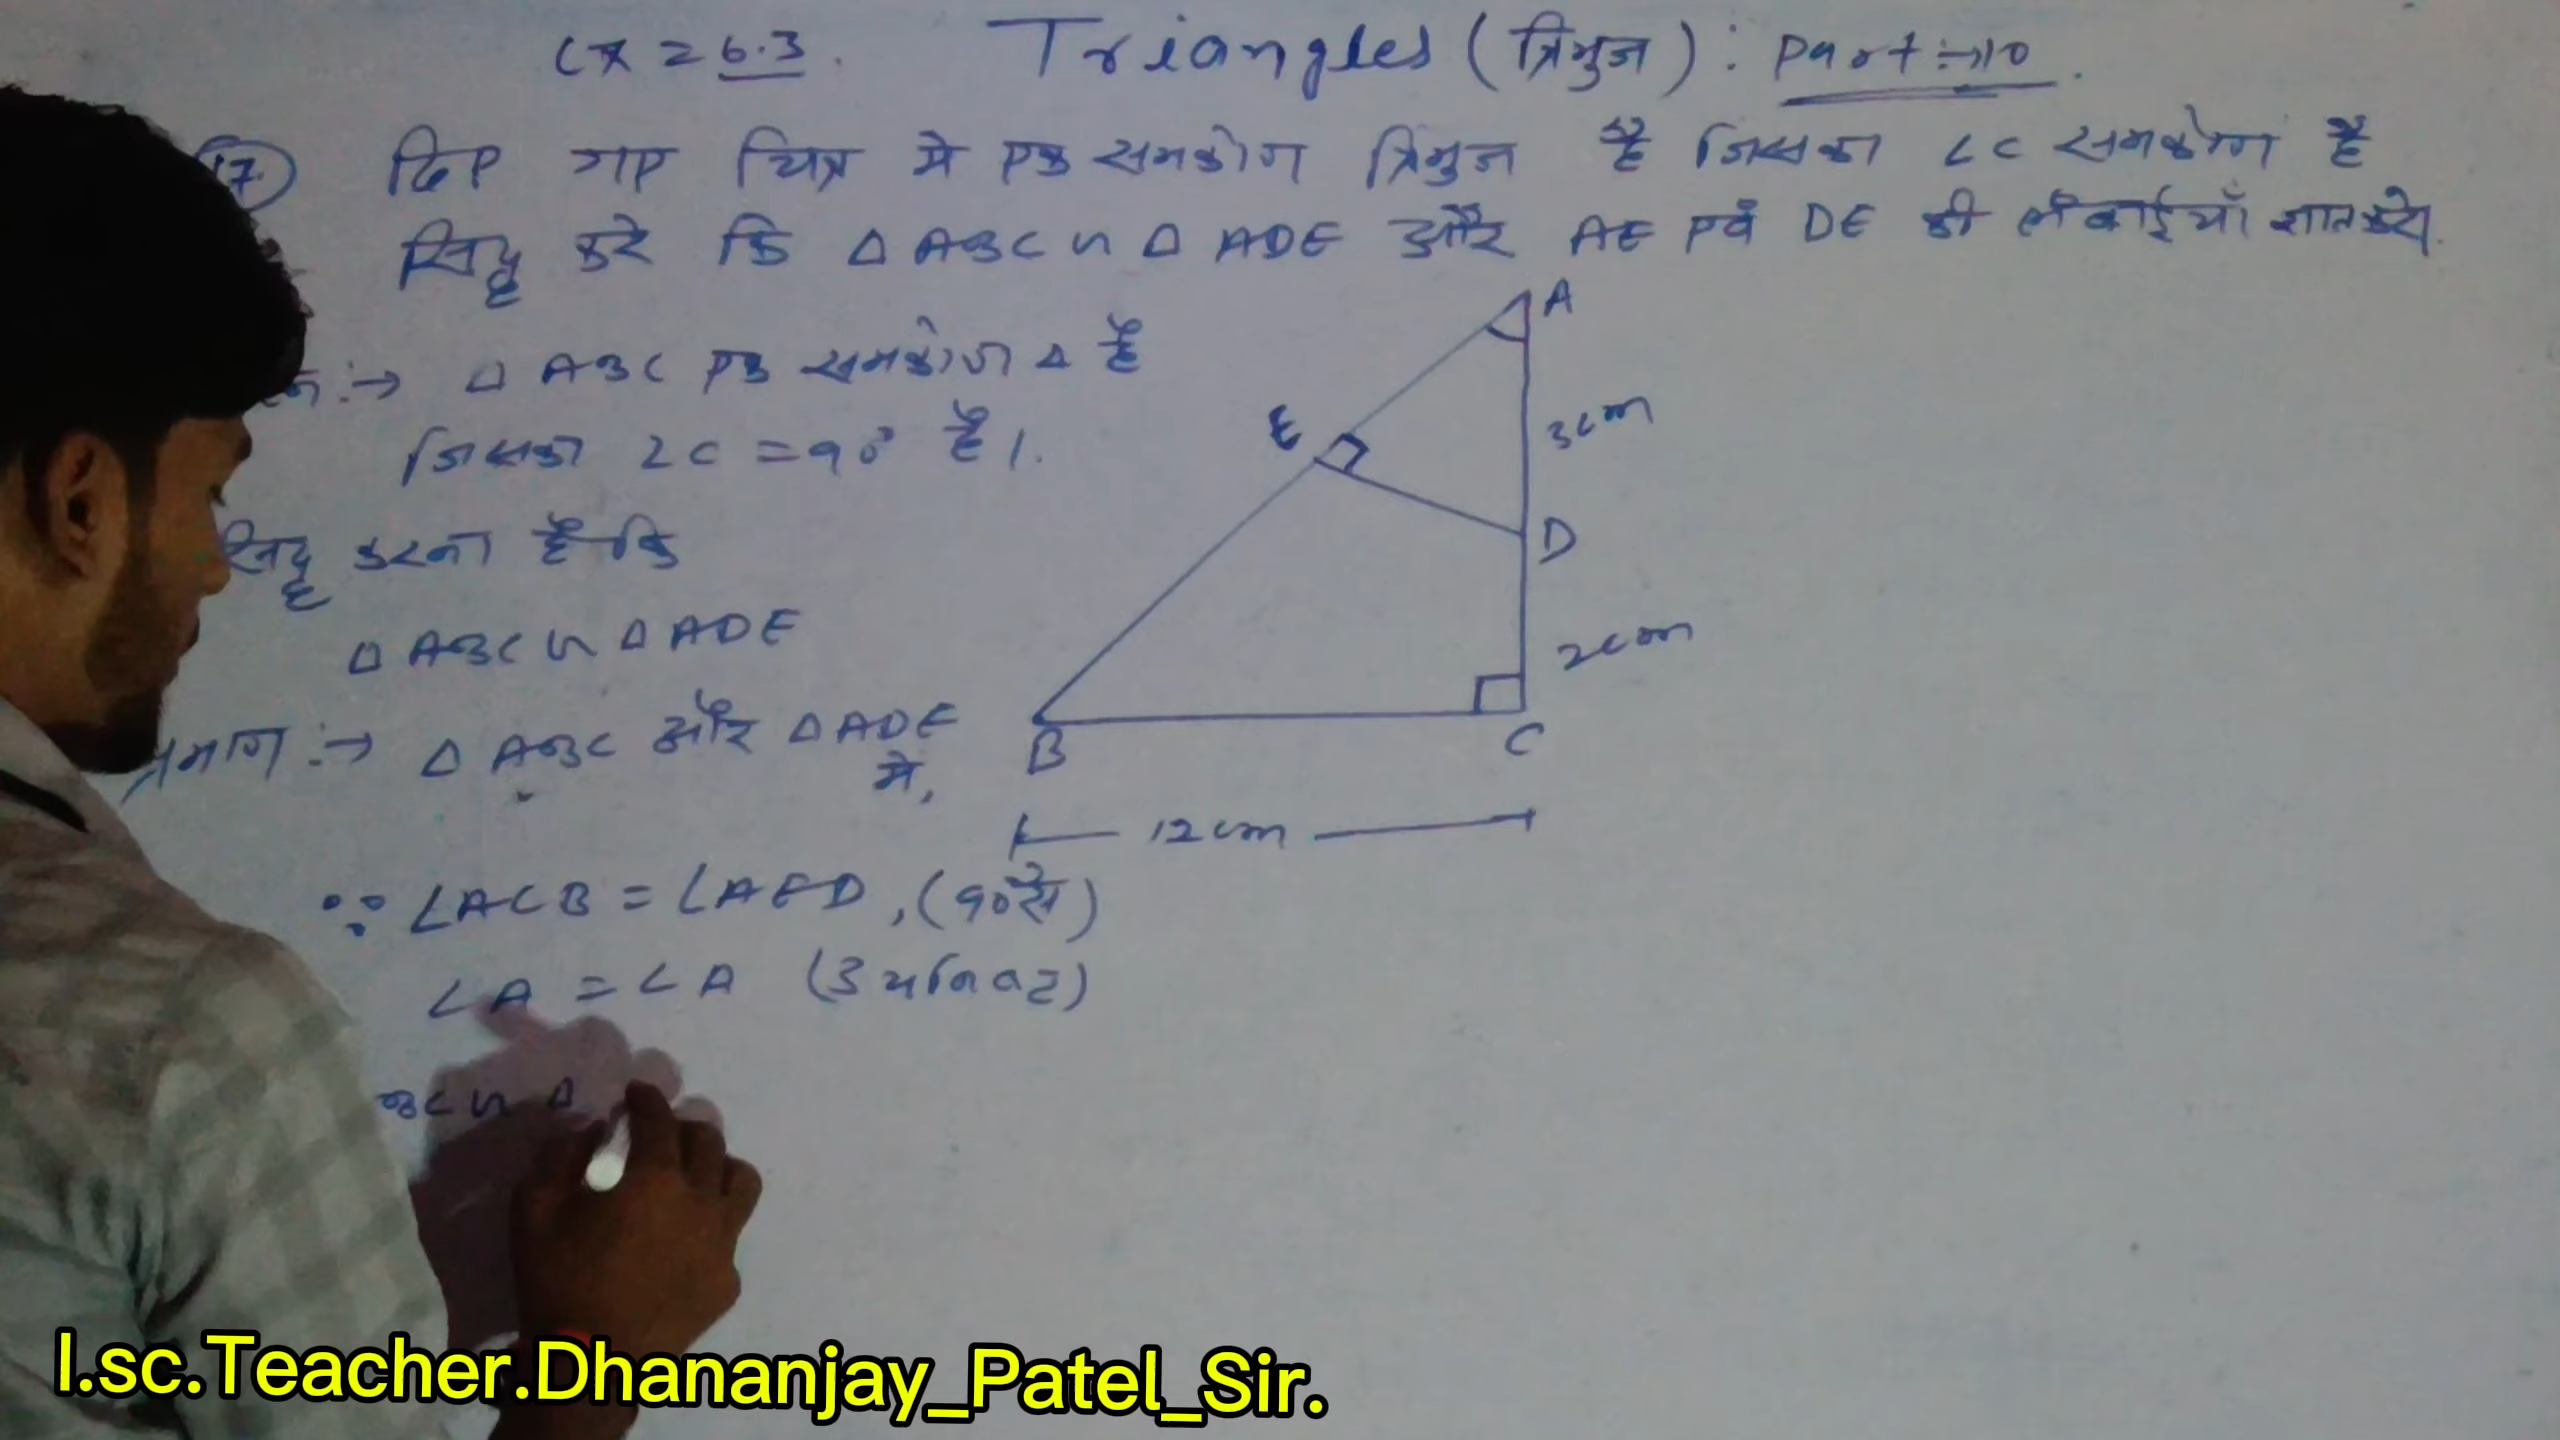 Ex = 6.3. Triangles (त्रिभुज) : Part :→ 10.
17. दिए गए चित्र मे एक समकोण त्रिभुज है जिसका ∠C समकोण है
सिद्ध करे कि △ ABC ∽ △ ADE और AE एवं DE की लंबाईयाँ ज्ञात करे।
:→ △ ABC एक समकोण △ है
जिसका ∠C = 90° है।
सिद्ध करना है कि
△ ABC ∽ △ ADE
प्रमाण :→ △ ABC और △ ADE
मे,
∵ ∠ACB = ∠AED, (90° से)
∠A = ∠A (उभयनिष्ठ)
BC ∽ △
A
3cm
E
D
2cm
B
C
12cm
I.sc.Teacher.Dhananjay_Patel_Sir.